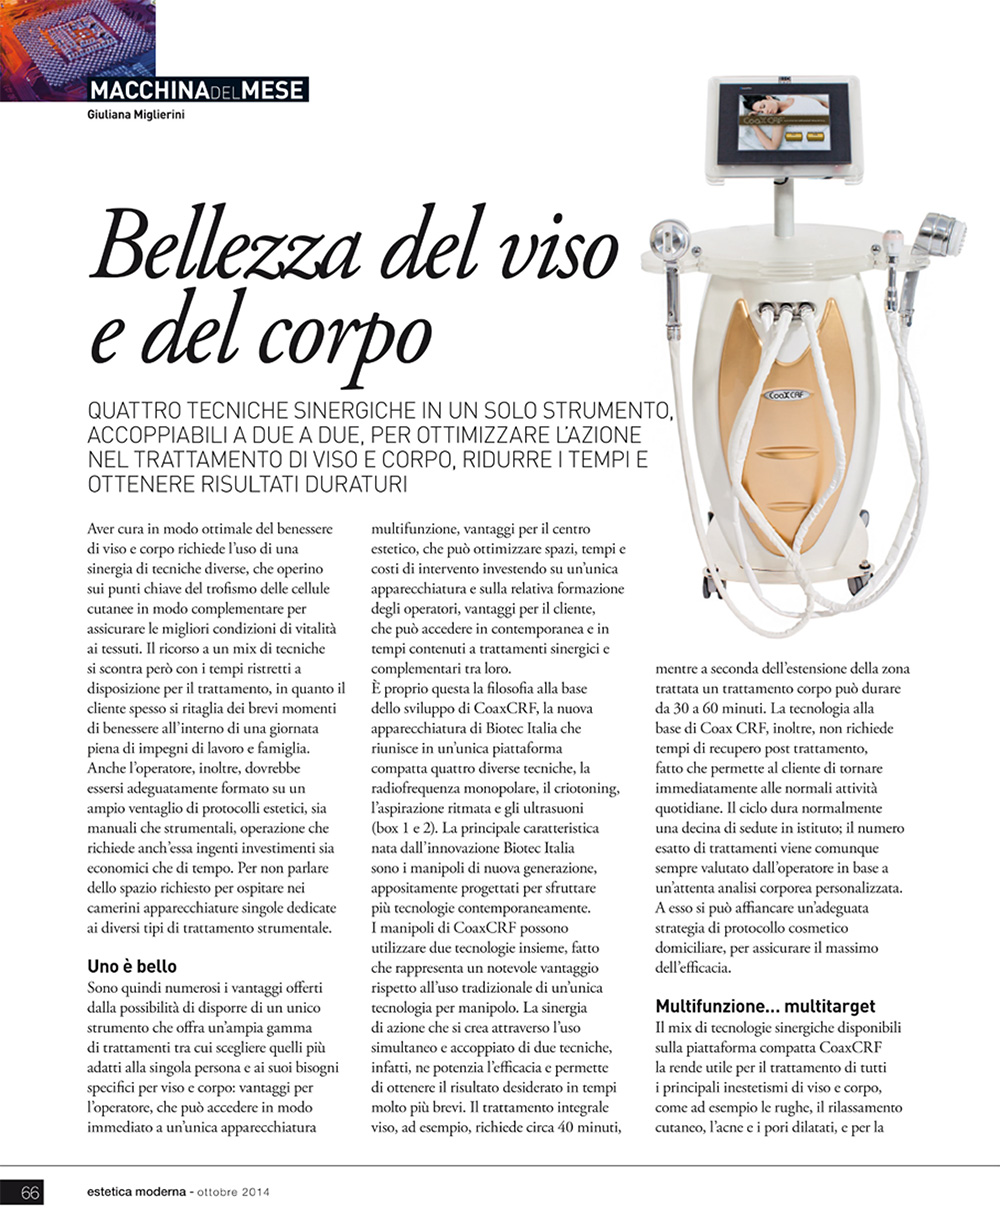 MACCHINADELMESE
Giuliana Miglierini
CoaXCRF
Bellezza del viso
e del corpo
CoaXCRF
QUATTRO TECNICHE SINERGICHE IN UN SOLO STRUMENTO,
ACCOPPIABILI A DUE A DUE, PER OTTIMIZZARE L'AZIONE
NEL TRATTAMENTO DI VISO E CORPO, RIDURRE I TEMPI E
OTTENERE RISULTATI DURATURI
Aver cura in modo ottimale del benessere
di viso e corpo richiede l'uso di una
sinergia di tecniche diverse, che operino
sui punti chiave del trofismo delle cellule
cutanee in modo complementare per
assicurare le migliori condizioni di vitalità
ai tessuti. Il ricorso a un mix di tecniche
si scontra però con i tempi ristretti a
disposizione per il trattamento, in quanto il
cliente spesso si ritaglia dei brevi momenti
di benessere all'interno di una giornata
piena di impegni di lavoro e famiglia.
Anche l'operatore, inoltre, dovrebbe
essersi adeguatamente formato su un
ampio ventaglio di protocolli estetici, sia
manuali che strumentali, operazione che
richiede anch'essa ingenti investimenti sia
economici che di tempo. Per non parlare
dello spazio richiesto per ospitare nei
camerini apparecchiature singole dedicate
ai diversi tipi di trattamento strumentale.
Uno è bello
Sono quindi numerosi i vantaggi offerti
dalla possibilità di disporre di un unico
strumento che offra un'ampia gamma
di trattamenti tra cui scegliere quelli più
adatti alla singola persona e ai suoi bisogni
specifici per viso e corpo: vantaggi per
l'operatore, che può accedere in modo
immediato a un'unica apparecchiatura
multifunzione, vantaggi per il centro
estetico, che può ottimizzare spazi, tempi e
costi di intervento investendo su un'unica
apparecchiatura e sulla relativa formazione
degli operatori, vantaggi per il cliente,
che può accedere in contemporanea e in
tempi contenuti a trattamenti sinergici e
complementari tra loro.
È proprio questa la filosofia alla base
dello sviluppo di CoaxCRF, la nuova
apparecchiatura di Biotec Italia che
riunisce in un'unica piattaforma
compatta quattro diverse tecniche, la
radiofrequenza monopolare, il criotoning,
l'aspirazione ritmata e gli ultrasuoni
(box 1 e 2). La principale caratteristica
nata dall'innovazione Biotec Italia
sono i manipoli di nuova generazione,
appositamente progettati per sfruttare
più tecnologie contemporaneamente.
I manipoli di CoaxCRF possono
utilizzare due tecnologie insieme, fatto
che rappresenta un notevole vantaggio
rispetto all'uso tradizionale di un'unica
tecnologia per manipolo. La sinergia
di azione che si crea attraverso l'uso
simultaneo e accoppiato di due tecniche,
infatti, ne potenzia l'efficacia e permette
di ottenere il risultato desiderato in tempi
molto più brevi. Il trattamento integrale
viso, ad esempio, richiede circa 40 minuti,
mentre a seconda dell'estensione della zona
trattata un trattamento corpo può durare
da 30 a 60 minuti. La tecnologia alla
base di Coax CRF, inoltre, non richiede
tempi di recupero post trattamento,
fatto che permette al cliente di tornare
immediatamente alle normali attività
quotidiane. Il ciclo dura normalmente
una decina di sedute in istituto; il numero
esatto di trattamenti viene comunque
sempre valutato dall'operatore in base a
un'attenta analisi corporea personalizzata.
A esso si può affiancare un'adeguata
strategia di protocollo cosmetico
domiciliare, per assicurare il massimo
dell'efficacia.
Multifunzione... multitarget
Il mix di tecnologie sinergiche disponibili
sulla piattaforma compatta CoaxCRF
la rende utile per il trattamento di tutti
i principali inestetismi di viso e corpo,
come ad esempio le rughe, il rilassamento
cutaneo, l'acne e i pori dilatati, e per la
66
estetica moderna - ottobre 2014